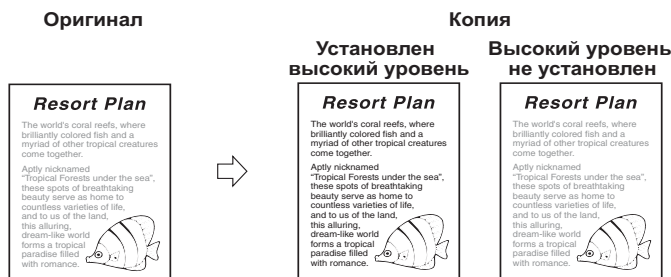 Оригинал
Копия
Установлен
высокий уровень
Высокий уровень
не установлен
Resort Plan
The world's coral reefs, where
brilliantly colored fish and a
myriad of other tropical creatures
come together.
Aptly nicknamed
“Tropical Forests under the sea”,
these spots of breathtaking
beauty serve as home to
countless varieties of life,
and to us of the land,
this alluring,
dream-like world
forms a tropical
paradise filled
with romance.
Resort Plan
The world's coral reefs, where
brilliantly colored fish and a
myriad of other tropical creatures
come together.
Aptly nicknamed
“Tropical Forests under the sea”,
these spots of breathtaking
beauty serve as home to
countless varieties of life,
and to us of the land,
this alluring,
dream-like world
forms a tropical
paradise filled
with romance.
Resort Plan
The world's coral reefs, where
brilliantly colored fish and a
myriad of other tropical creatures
come together.
Aptly nicknamed
“Tropical Forests under the sea”,
these spots of breathtaking
beauty serve as home to
countless varieties of life,
and to us of the land,
this alluring,
dream-like world
forms a tropical
paradise filled
with romance.